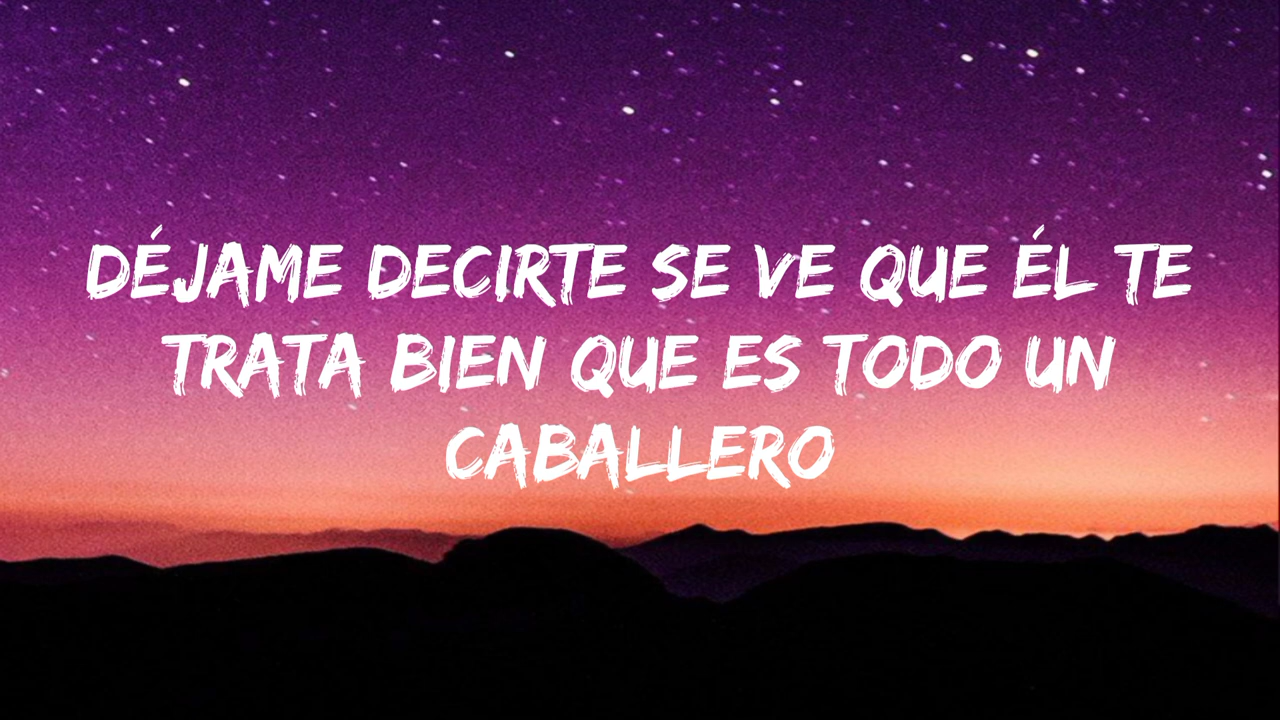 DÉJAME DECIRTE SE VE QUE ÉL TE
TRATA BIEN QUE ES TODO UN
CABALLERO